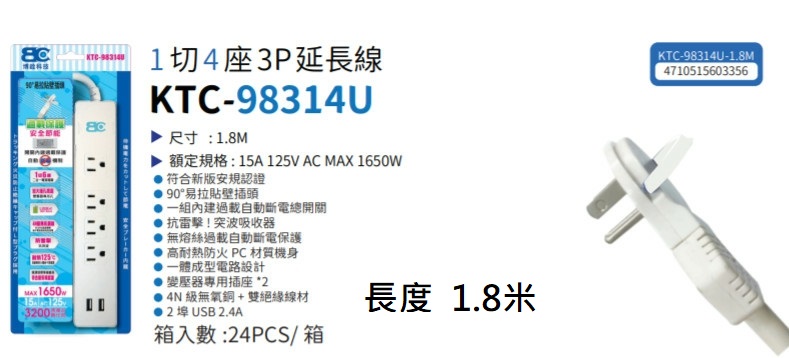 BC
博崴科技
KTC-98314U
90°易拉貼壁插頭
過載保護
安全節能
MAX 1650W
15A 125V
3200
1切4座3P延長線
KTC-98314U
▶ 尺寸 : 1.8M
▶ 額定規格 : 15A 125V AC MAX 1650W
● 符合新版安規認證
● 90°易拉貼壁插頭
● 一組內建過載自動斷電總開關
● 抗雷擊 ! 突波吸收器
● 無熔絲過載自動斷電保護
● 高耐熱防火 PC 材質機身
● 一體成型電路設計
● 變壓器專用插座 *2
● 4N 級無氧銅 + 雙絕緣線材
● 2 埠 USB 2.4A
箱入數 :24PCS/ 箱
長度 1.8米
KTC-98314U-1.8M
4710515603356